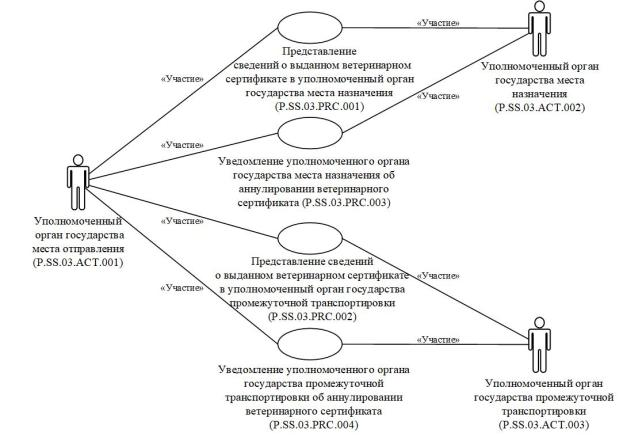 «Участие»
Представление
сведений о выданном ветеринарном
сертификате в уполномоченный орган
государства места назначения
(P.SS.03.PRC.001)
Уполномоченный орган
государства места
назначения
(P.SS.03.ACT.002)
«Участие»
«Участие»
«Участие»
Уведомление уполномоченного органа
государства места назначения об
аннулировании ветеринарного
сертификата (P.SS.03.PRC.003)
Уполномоченный
орган государства
места отправления
(P.SS.03.ACT.001)
«Участие»
Представление сведений
о выданном ветеринарном сертификате
в уполномоченный орган государства
промежуточной транспортировки
(P.SS.03.PRC.002)
«Участие»
«Участие»
«Участие»
Уведомление уполномоченного органа
государства промежуточной
транспортировки об аннулировании
ветеринарного сертификата
(P.SS.03.PRC.004)
Уполномоченный орган
государства промежуточной
транспортировки
(P.SS.03.ACT.003)